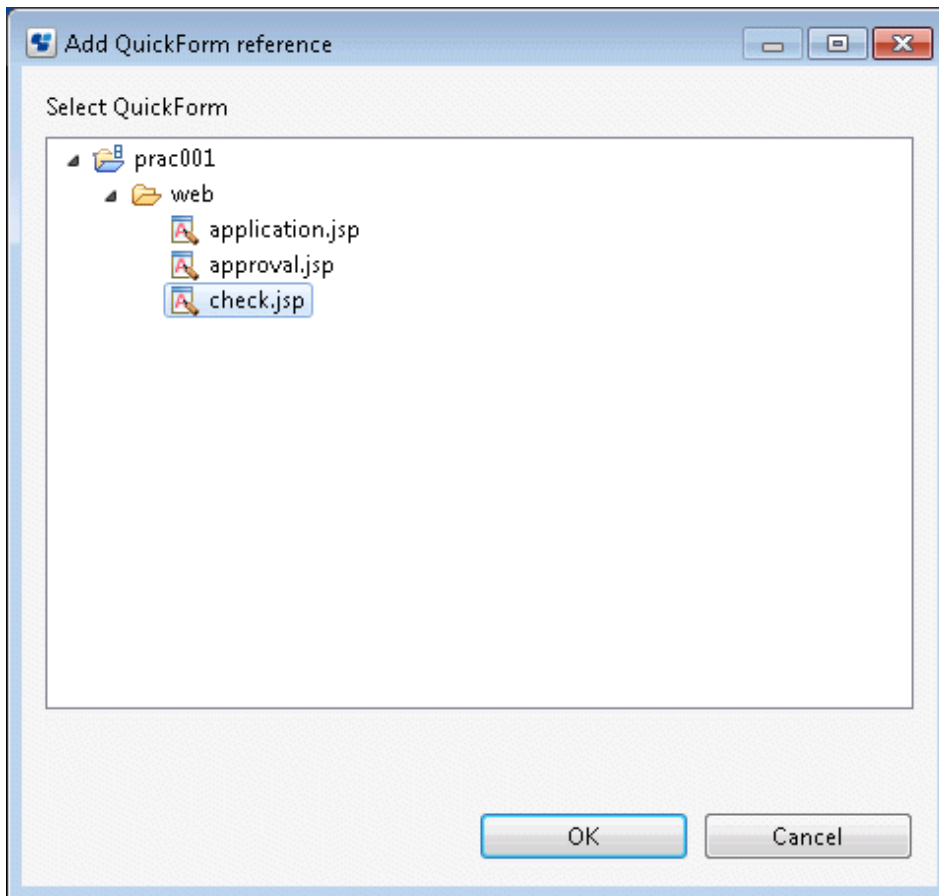 Add QuickForm reference
Select QuickForm
prac001
web
application.jsp
approval.jsp
check.jsp
OK
Cancel